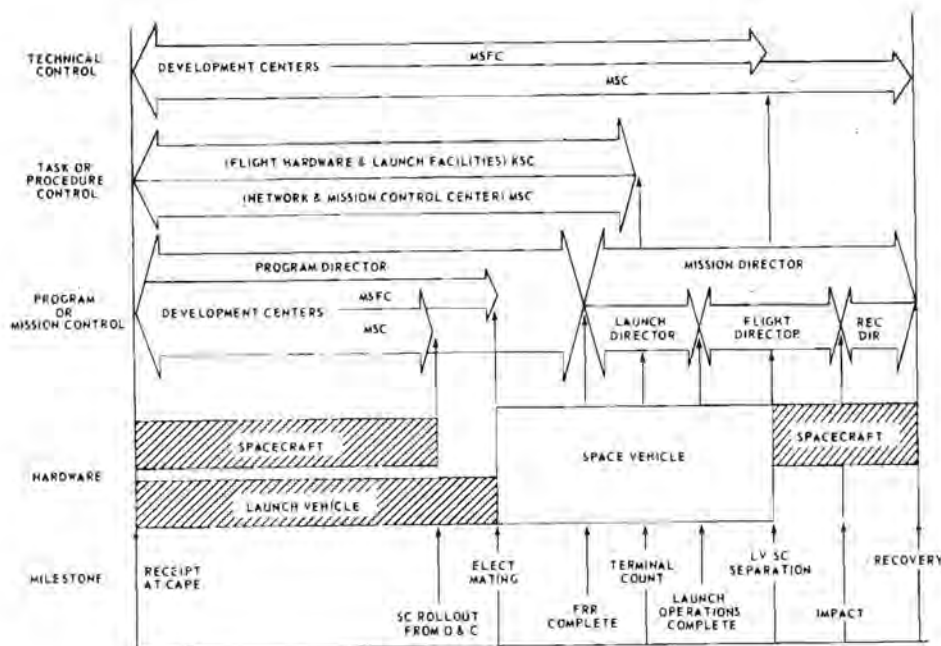 MSFC
TECHNICAL
CONTROL
DEVELOPMENT CENTERS
MSC
TASK OR
PROCEDURE
CONTROL
(FLIGHT HARDWARE & LAUNCH FACILITIES) KSC
(NETWORK & MISSION CONTROL CENTER) MSC
PROGRAM
OR
MISSION CONTROL
PROGRAM DIRECTOR
MISSION DIRECTOR
MSFC
DEVELOPMENT CENTERS
MSC
LAUNCH
DIRECTOR
FLIGHT
DIRECTOR
REC
DIR
HARDWARE
SPACECRAFT
LAUNCH VEHICLE
SPACE VEHICLE
SPACECRAFT
MILESTONE
RECEIPT
AT CAPE
SC ROLLOUT
FROM O & C
ELECT
MATING
FRR
COMPLETE
TERMINAL
COUNT
LAUNCH
OPERATIONS
COMPLETE
LV SC
SEPARATION
IMPACT
RECOVERY